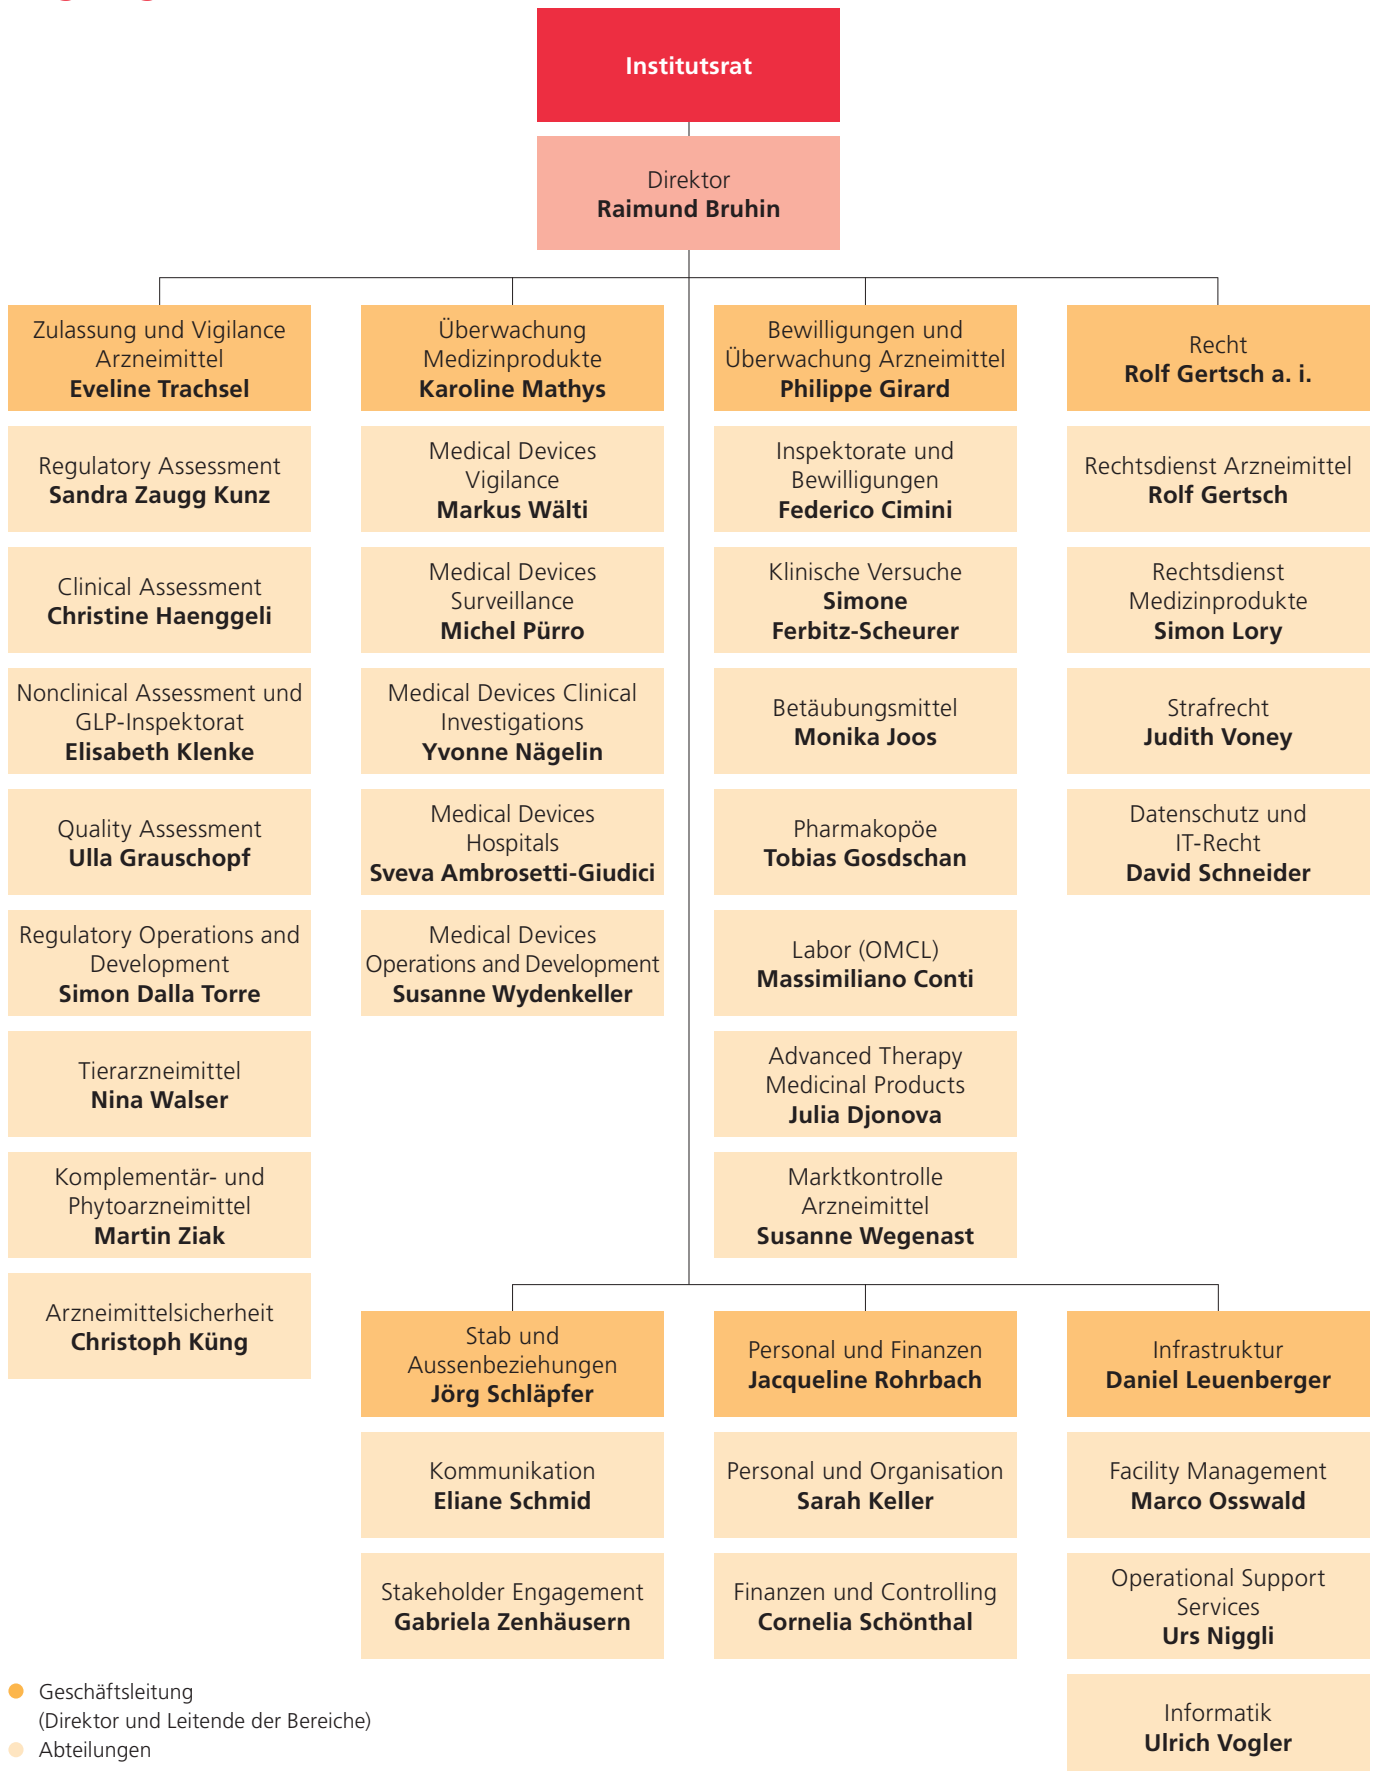 Institutsrat
Direktor
Raimund Bruhin
Zulassung und Vigilance
Arzneimittel
Eveline Trachsel
Regulatory Assessment
Sandra Zaugg Kunz
Clinical Assessment
Christine Haenggeli
Nonclinical Assessment und
GLP-Inspektorat
Elisabeth Klenke
Quality Assessment
Ulla Grauschopf
Regulatory Operations and
Development
Simon Dalla Torre
Tierarzneimittel
Nina Walser
Komplementär- und
Phytoarzneimittel
Martin Ziak
Arzneimittelsicherheit
Christoph Küng
Überwachung
Medizinprodukte
Karoline Mathys
Medical Devices
Vigilance
Markus Wälti
Medical Devices
Surveillance
Michel Pürro
Medical Devices Clinical
Investigations
Yvonne Nägelin
Medical Devices
Hospitals
Sveva Ambrosetti-Giudici
Medical Devices
Operations and Development
Susanne Wydenkeller
Bewilligungen und
Überwachung Arzneimittel
Philippe Girard
Inspektorate und
Bewilligungen
Federico Cimini
Klinische Versuche
Simone
Ferbitz-Scheurer
Betäubungsmittel
Monika Joos
Pharmakopöe
Tobias Gosdschan
Labor (OMCL)
Massimiliano Conti
Advanced Therapy
Medicinal Products
Julia Djonova
Marktkontrolle
Arzneimittel
Susanne Wegenast
Recht
Rolf Gertsch a. i.
Rechtsdienst Arzneimittel
Rolf Gertsch
Rechtsdienst
Medizinprodukte
Simon Lory
Strafrecht
Judith Voney
Datenschutz und
IT-Recht
David Schneider
Stab und
Aussenbeziehungen
Jörg Schläpfer
Kommunikation
Eliane Schmid
Stakeholder Engagement
Gabriela Zenhäusern
Personal und Finanzen
Jacqueline Rohrbach
Personal und Organisation
Sarah Keller
Finanzen und Controlling
Cornelia Schönthal
Infrastruktur
Daniel Leuenberger
Facility Management
Marco Osswald
Operational Support
Services
Urs Niggli
Informatik
Ulrich Vogler
Geschäftsleitung
(Direktor und Leitende der Bereiche)
Abteilungen